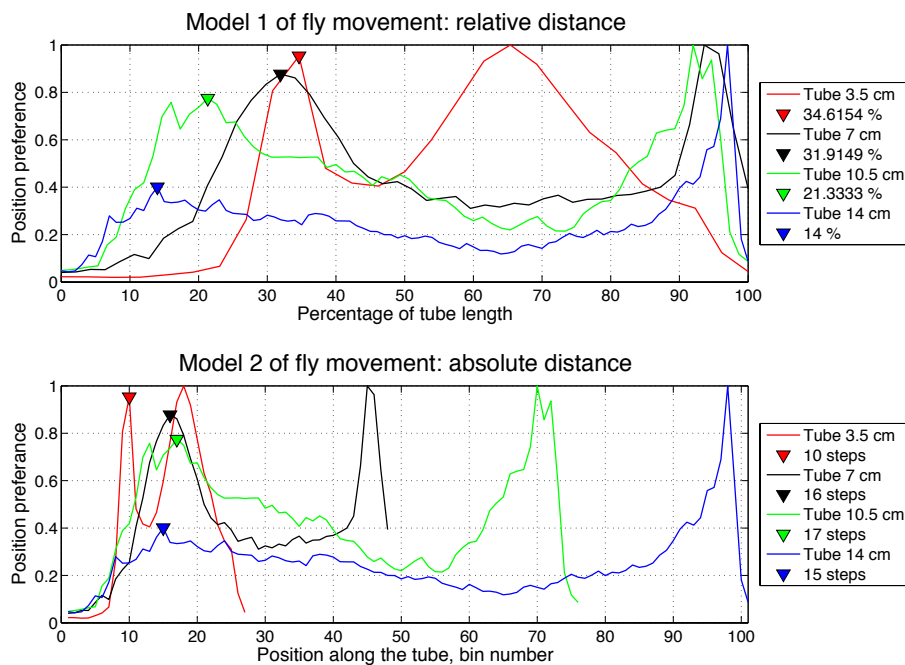 Model 1 of fly movement: relative distance
Position preference
1
0.8
0.6
0.4
0.2
0
0 10 20 30 40 50 60 70 80 90 100
Percentage of tube length
Tube 3.5 cm
34.6154 %
Tube 7 cm
31.9149 %
Tube 10.5 cm
21.3333 %
Tube 14 cm
14 %
Model 2 of fly movement: absolute distance
Position preferance
1
0.8
0.6
0.4
0.2
0
0 10 20 30 40 50 60 70 80 90 100
Position along the tube, bin number
Tube 3.5 cm
10 steps
Tube 7 cm
16 steps
Tube 10.5 cm
17 steps
Tube 14 cm
15 steps